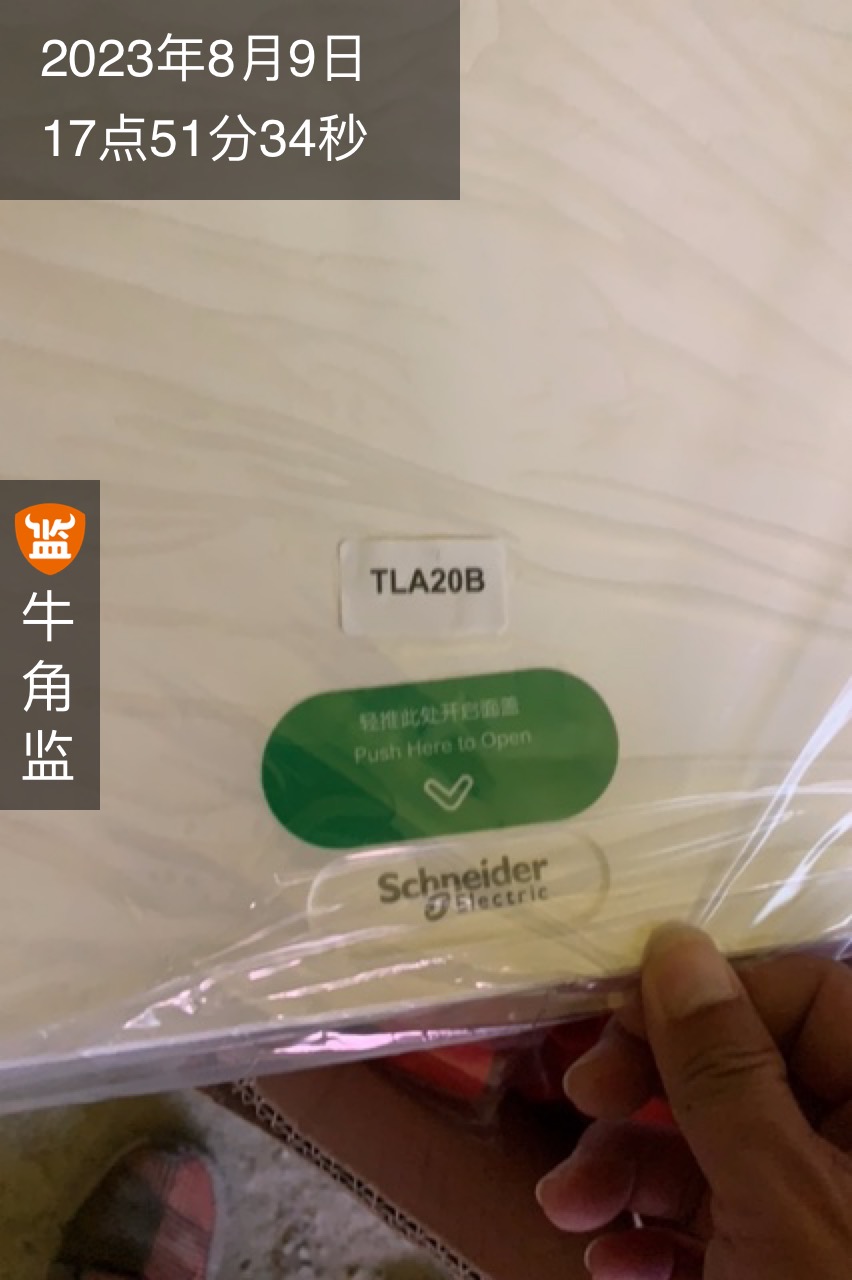 2023年8月9日
17点51分34秒
监
牛
角
监
TLA20B
轻推此处开启面盖
Push Here to Open
Schneider
Electric